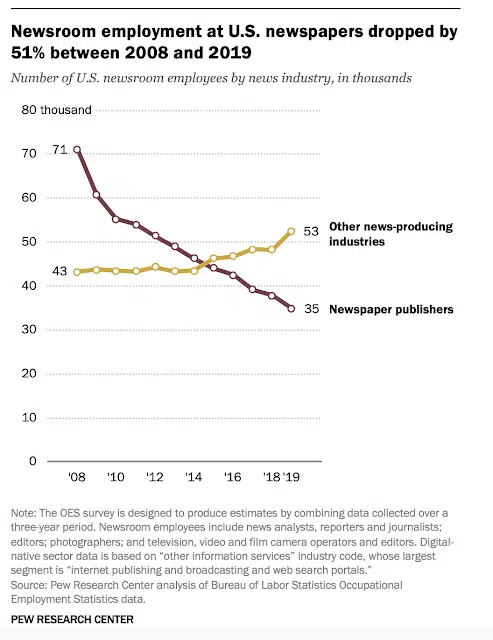 Newsroom employment at U.S. newspapers dropped by
51% between 2008 and 2019
Number of U.S. newsroom employees by news industry, in thousands
80 thousand
70
71
60
50
53 Other news-producing
industries
43
40
35 Newspaper publishers
30
20
10
0
'08 '10 '12 '14 '16 '18 '19
Note: The OES survey is designed to produce estimates by combining data collected over a
three-year period. Newsroom employees include news analysts, reporters and journalists;
editors; photographers; and television, video and film camera operators and editors. Digital-
native sector data is based on “other information services” industry code, whose largest
segment is “internet publishing and broadcasting and web search portals.”
Source: Pew Research Center analysis of Bureau of Labor Statistics Occupational
Employment Statistics data.
PEW RESEARCH CENTER